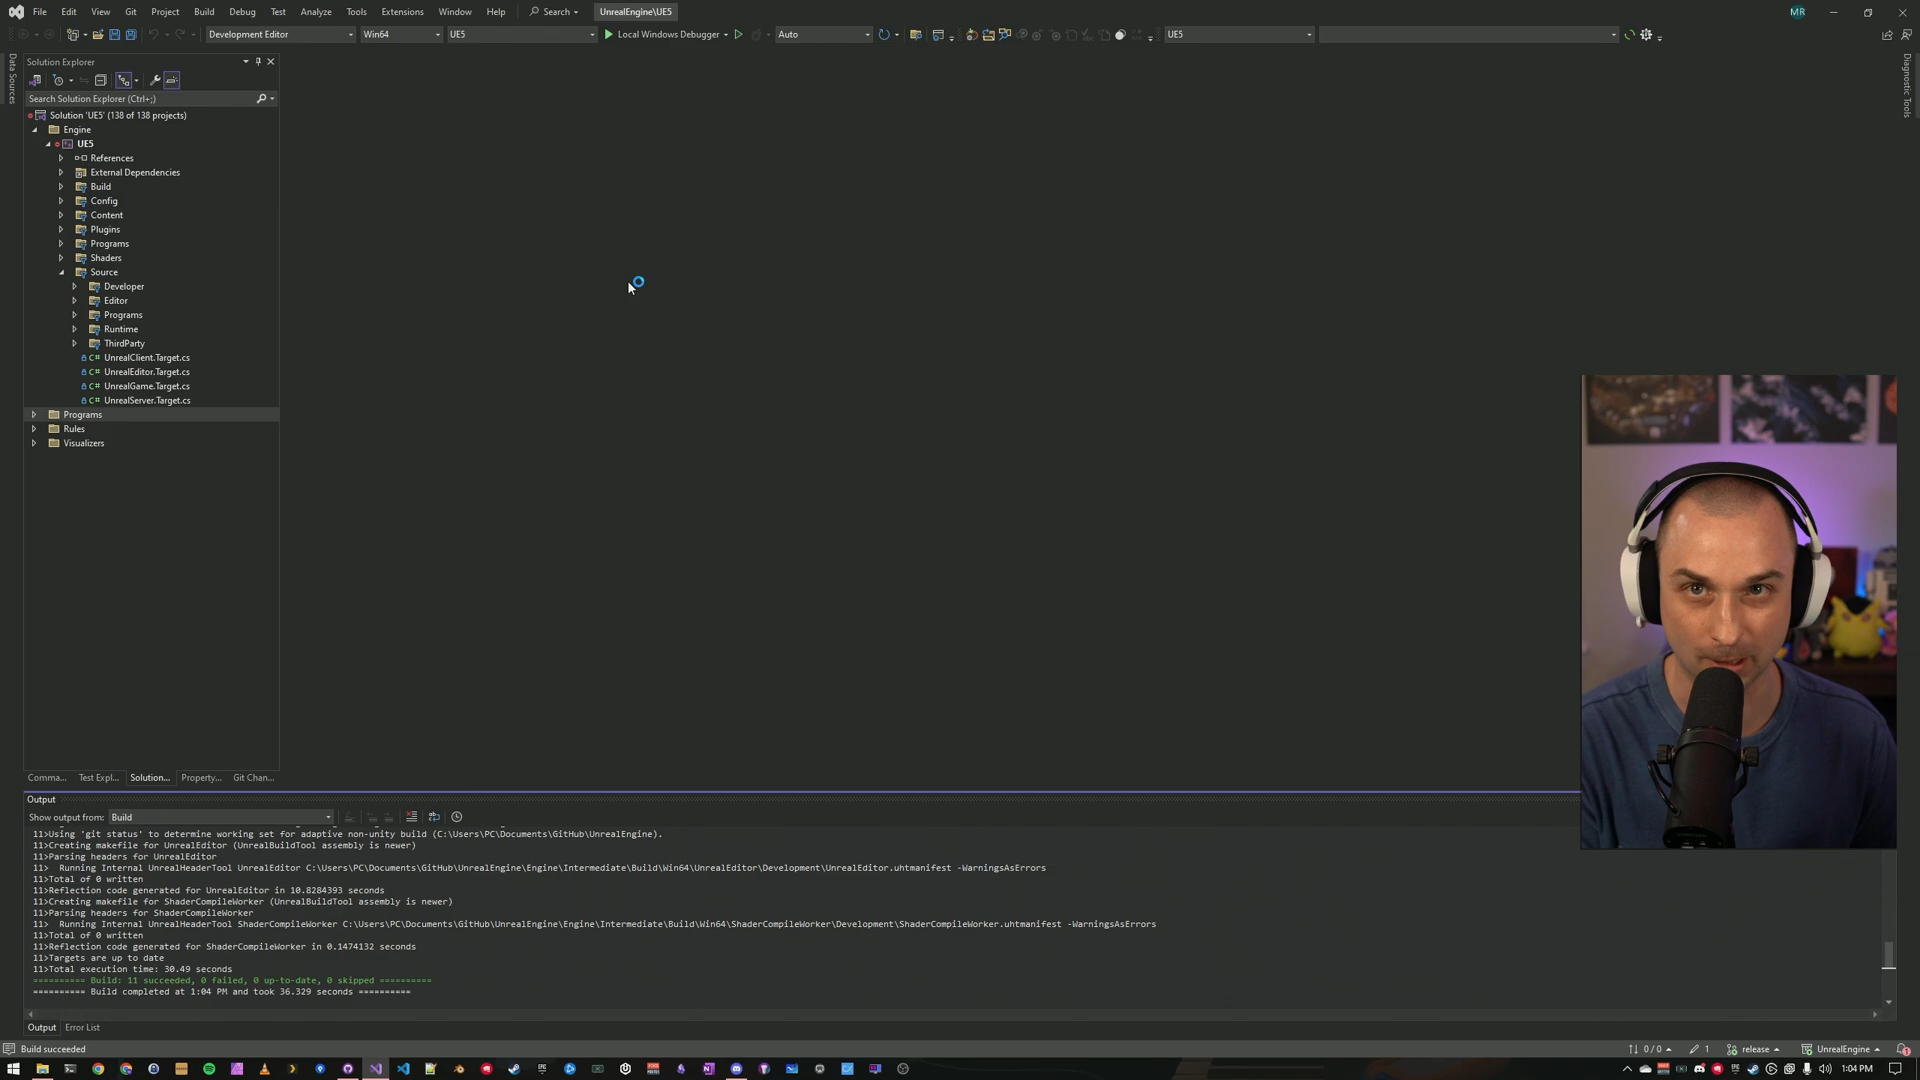 File Edit View Git Project Build Debug Test Analyze Tools Extensions Window Help Search UnrealEngine\UE5 MR
Development Editor Win64 UE5 Local Windows Debugger Auto UE5
Data Sources
Diagnostic Tools
Solution Explorer
Search Solution Explorer (Ctrl+;)
Solution 'UE5' (138 of 138 projects)
Engine
UE5
References
External Dependencies
Build
Config
Content
Plugins
Programs
Shaders
Source
Developer
Editor
Programs
Runtime
ThirdParty
C# UnrealClient.Target.cs
C# UnrealEditor.Target.cs
C# UnrealGame.Target.cs
C# UnrealServer.Target.cs
Programs
Rules
Visualizers
Comma... Test Expl... Solution... Property... Git Chan...
Output
Show output from: Build
11>Using 'git status' to determine working set for adaptive non-unity build (C:\Users\PC\Documents\GitHub\UnrealEngine).
11>Creating makefile for UnrealEditor (UnrealBuildTool assembly is newer)
11>Parsing headers for UnrealEditor
11>  Running Internal UnrealHeaderTool UnrealEditor C:\Users\PC\Documents\GitHub\UnrealEngine\Engine\Intermediate\Build\Win64\UnrealEditor\Development\UnrealEditor.uhtmanifest -WarningsAsErrors
11>Total of 0 written
11>Reflection code generated for UnrealEditor in 10.8284393 seconds
11>Creating makefile for ShaderCompileWorker (UnrealBuildTool assembly is newer)
11>Parsing headers for ShaderCompileWorker
11>  Running Internal UnrealHeaderTool ShaderCompileWorker C:\Users\PC\Documents\GitHub\UnrealEngine\Engine\Intermediate\Build\Win64\ShaderCompileWorker\Development\ShaderCompileWorker.uhtmanifest -WarningsAsErrors
11>Total of 0 written
11>Reflection code generated for ShaderCompileWorker in 0.1474132 seconds
11>Targets are up to date
11>Total execution time: 30.49 seconds
========== Build: 11 succeeded, 0 failed, 0 up-to-date, 0 skipped ==========
========== Build completed at 1:04 PM and took 36.329 seconds ==========
Output Error List
Build succeeded 0 / 0 1 release UnrealEngine
1:04 PM